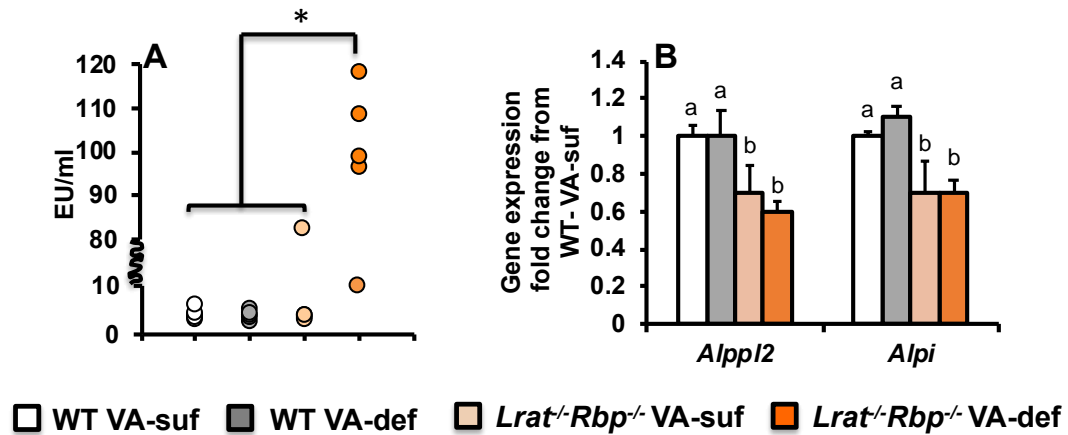 A
*
EU/ml
120
110
100
90
80
10
0
B
Gene expression
fold change from
WT- VA-suf
1.4
1.2
1
0.8
0.6
0.4
0.2
0
a a b b
a a b b
Alppl2 Alpi
WT VA-suf WT VA-def Lrat-/-Rbp-/- VA-suf Lrat-/-Rbp-/- VA-def